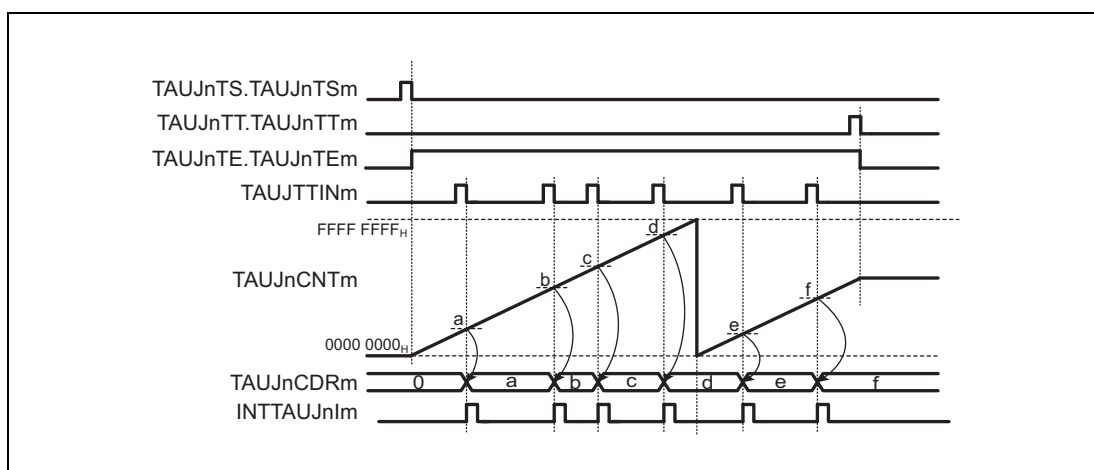 TAUJnTS.TAUJnTSm
TAUJnTT.TAUJnTTm
TAUJnTE.TAUJnTEm
TAUJTTINm
FFFF FFFFH
d
c
TAUJnCNTm
b
f
a
e
0000 0000H
TAUJnCDRm 0 a b c d e f
INTTAUJnIm